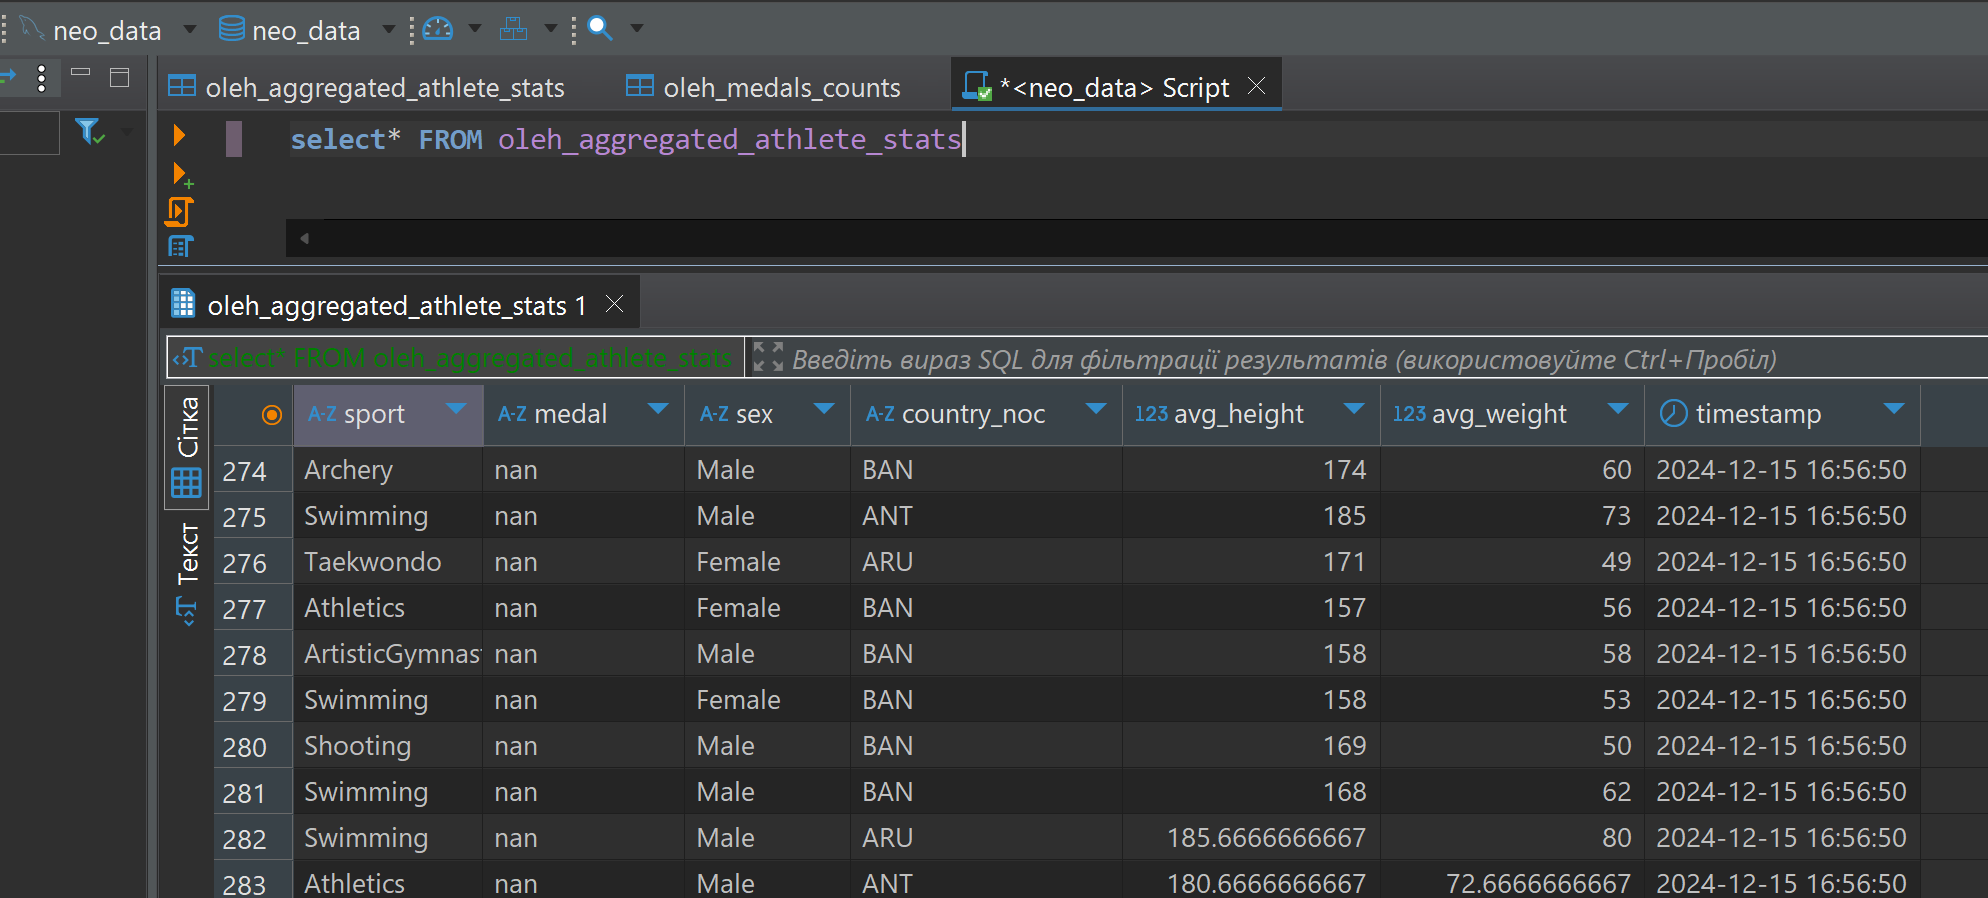 neo_data neo_data
oleh_aggregated_athlete_stats oleh_medals_counts *<neo_data> Script
select* FROM oleh_aggregated_athlete_stats
oleh_aggregated_athlete_stats 1
select* FROM oleh_aggregated_athlete_stats Введіть вираз SQL для фільтрації результатів (використовуйте Ctrl+Пробіл)
Сітка
Текст
A-Z sport A-Z medal A-Z sex A-Z country_noc 123 avg_height 123 avg_weight timestamp
274 Archery nan Male BAN 174 60 2024-12-15 16:56:50
275 Swimming nan Male ANT 185 73 2024-12-15 16:56:50
276 Taekwondo nan Female ARU 171 49 2024-12-15 16:56:50
277 Athletics nan Female BAN 157 56 2024-12-15 16:56:50
278 ArtisticGymnast nan Male BAN 158 58 2024-12-15 16:56:50
279 Swimming nan Female BAN 158 53 2024-12-15 16:56:50
280 Shooting nan Male BAN 169 50 2024-12-15 16:56:50
281 Swimming nan Male BAN 168 62 2024-12-15 16:56:50
282 Swimming nan Male ARU 185.6666666667 80 2024-12-15 16:56:50
283 Athletics nan Male ANT 180.6666666667 72.6666666667 2024-12-15 16:56:50